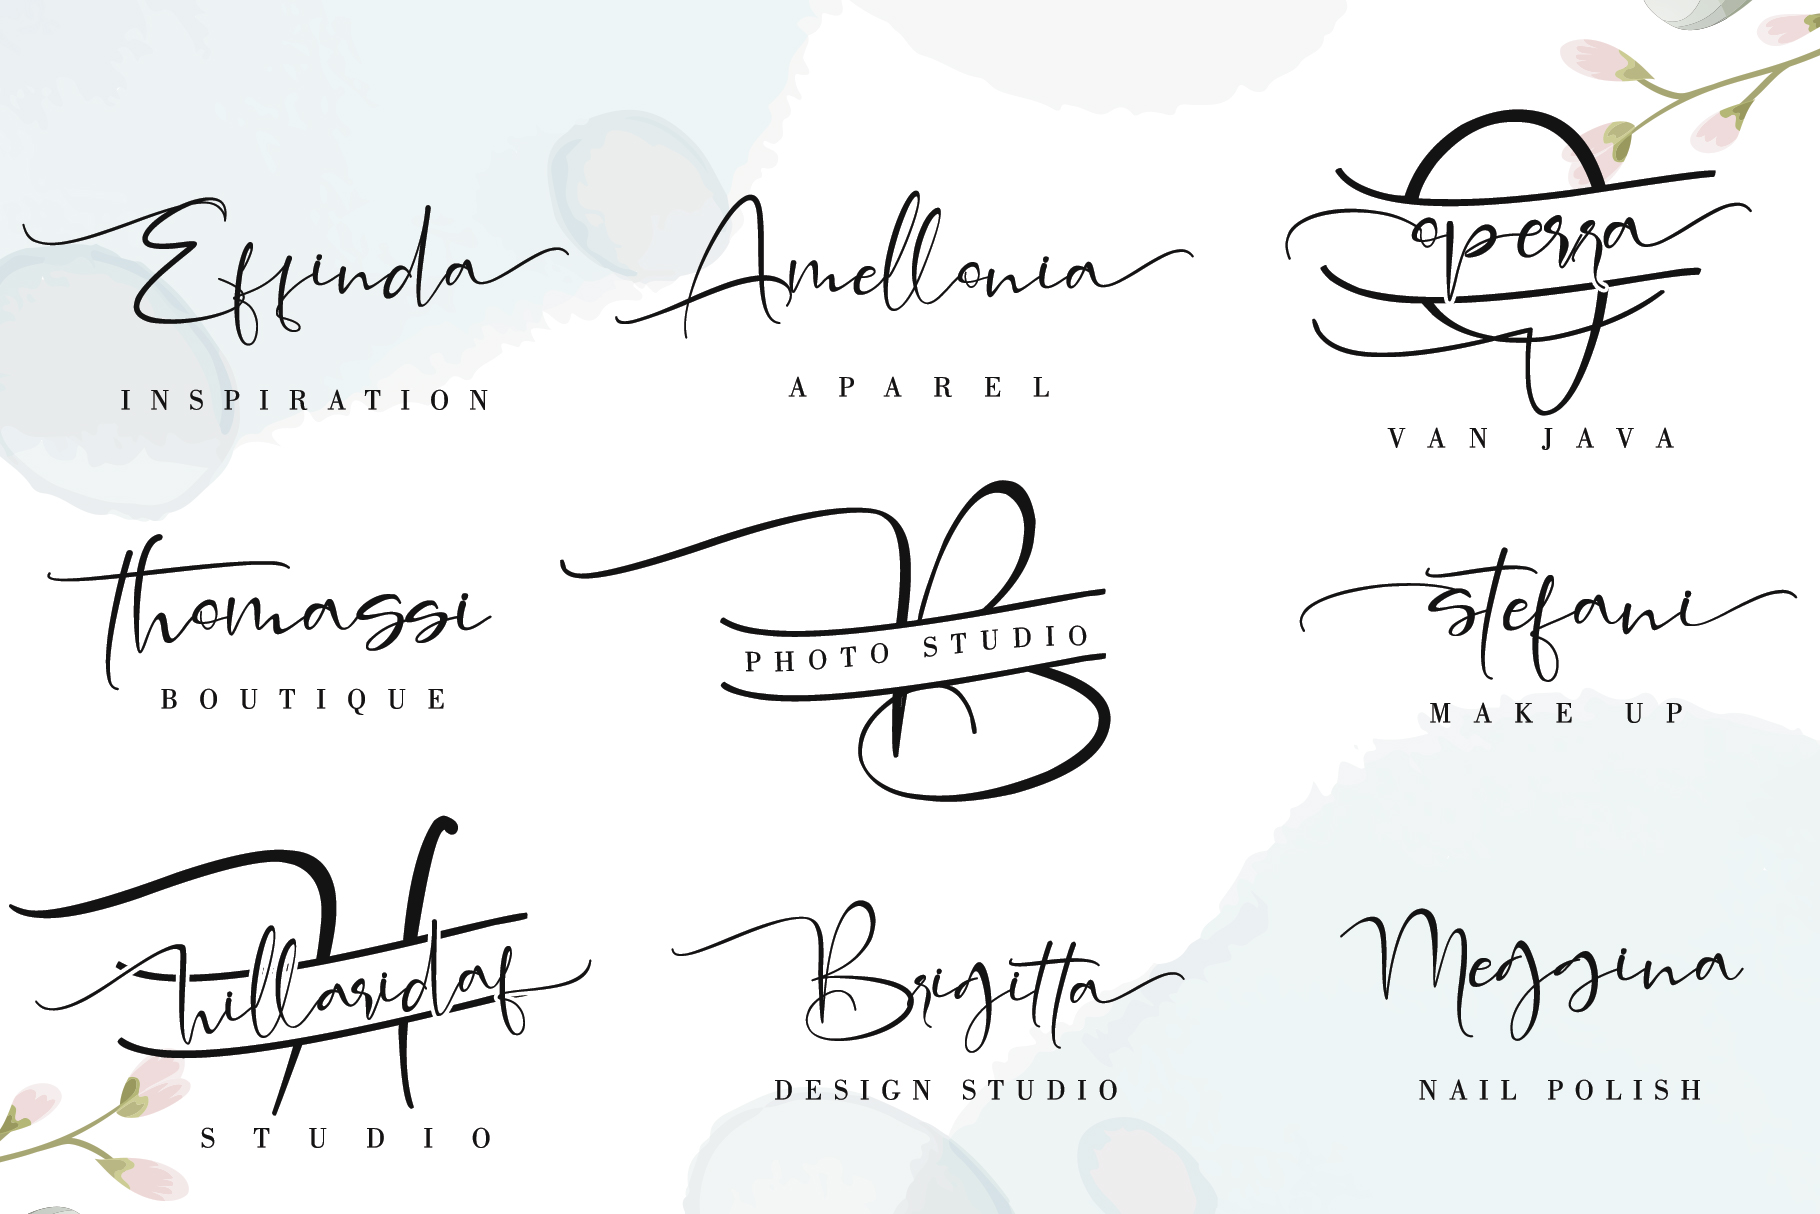 Effinda
INSPIRATION
Amellonia
APAREL
operra
VAN JAVA
thomassi
BOUTIQUE
B
PHOTO STUDIO
stefani
MAKE UP
H
hillaridaf
STUDIO
Brigitta
DESIGN STUDIO
Meggina
NAIL POLISH